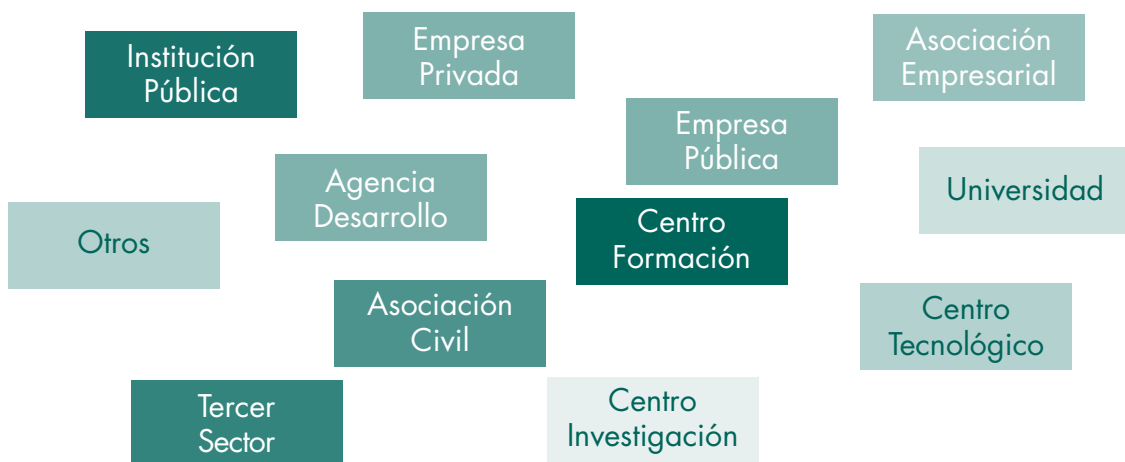 Institución
Pública
Empresa
Privada
Asociación
Empresarial
Empresa
Pública
Agencia
Desarrollo
Universidad
Otros
Centro
Formación
Asociación
Civil
Centro
Tecnológico
Tercer
Sector
Centro
Investigación